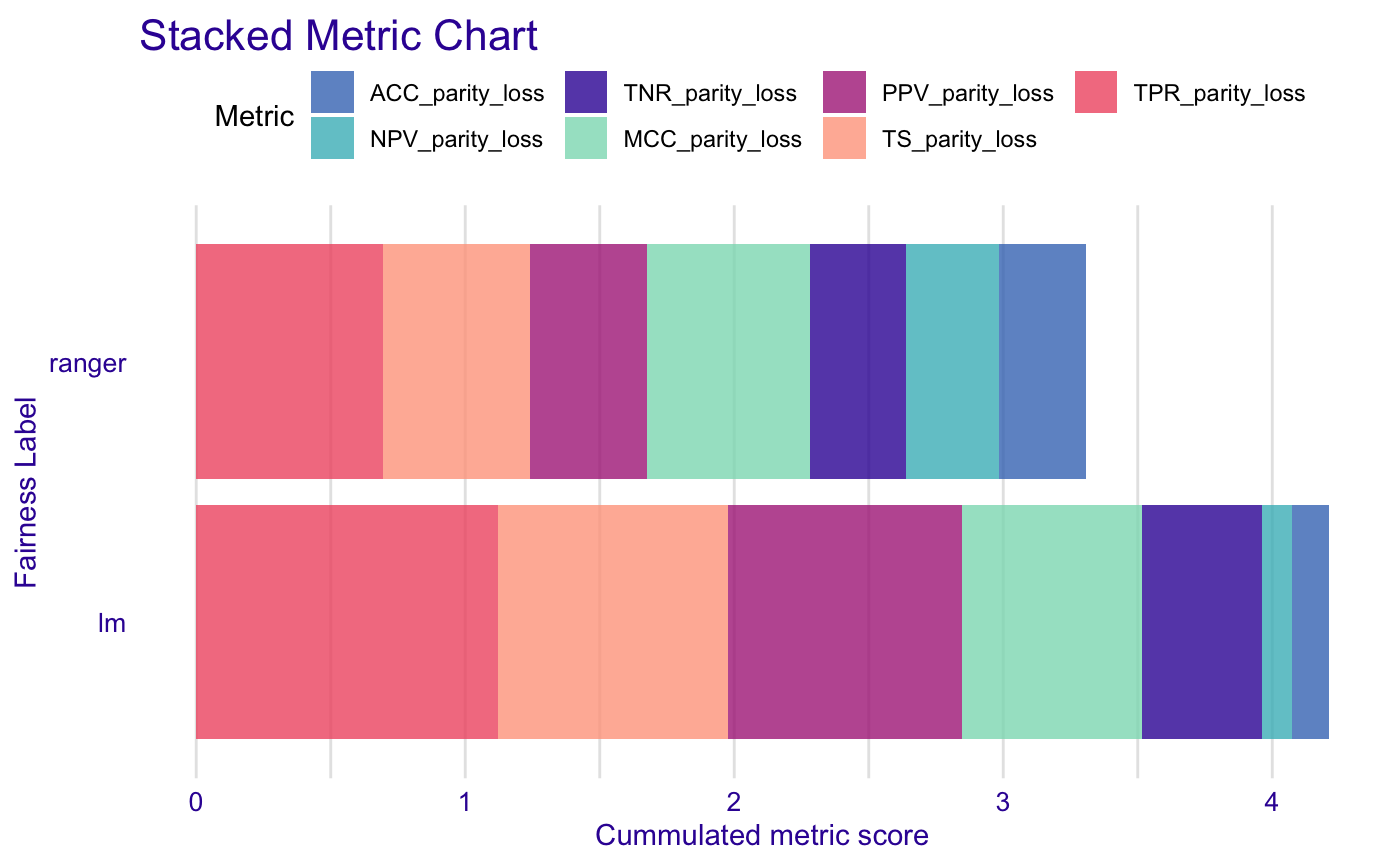 Stacked Metric Chart
Metric
ACC_parity_loss TNR_parity_loss PPV_parity_loss TPR_parity_loss
NPV_parity_loss MCC_parity_loss TS_parity_loss
Fairness Label
ranger
lm
0 1 2 3 4
Cummulated metric score